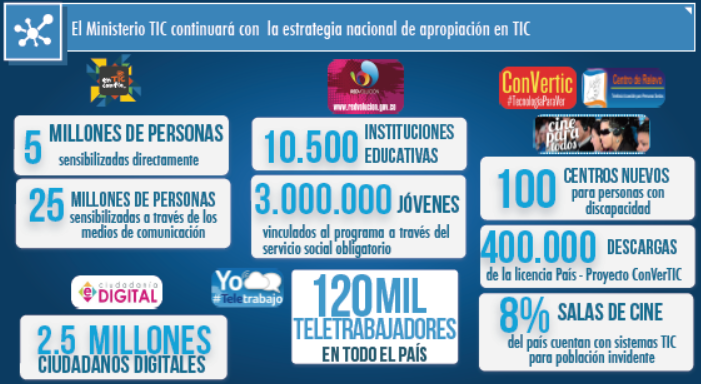 El Ministerio TIC continuará con la estrategia nacional de apropiación en TIC
en TIC
confío
5 MILLONES DE PERSONAS
sensibilizadas directamente
25 MILLONES DE PERSONAS
sensibilizadas a través de los
medios de comunicación
REDVOLUCIÓN
www.redvolucion.gov.co
10.500 INSTITUCIONES
EDUCATIVAS
3.000.000 JÓVENES
vinculados al programa a través del
servicio social obligatorio
ConVertic
#TecnologíaParaVer
Centro de Relevo
cine
para
todos
100 CENTROS NUEVOS
para personas con
discapacidad
400.000 DESCARGAS
de la licencia País - Proyecto ConVerTIC
8% SALAS DE CINE
del país cuentan con sistemas TIC
para población invidente
ciudadanía
e DIGITAL
2.5 MILLONES
CIUDADANOS DIGITALES
Yo
#Teletrabajo
120 MIL
TELETRABAJADORES
EN TODO EL PAÍS